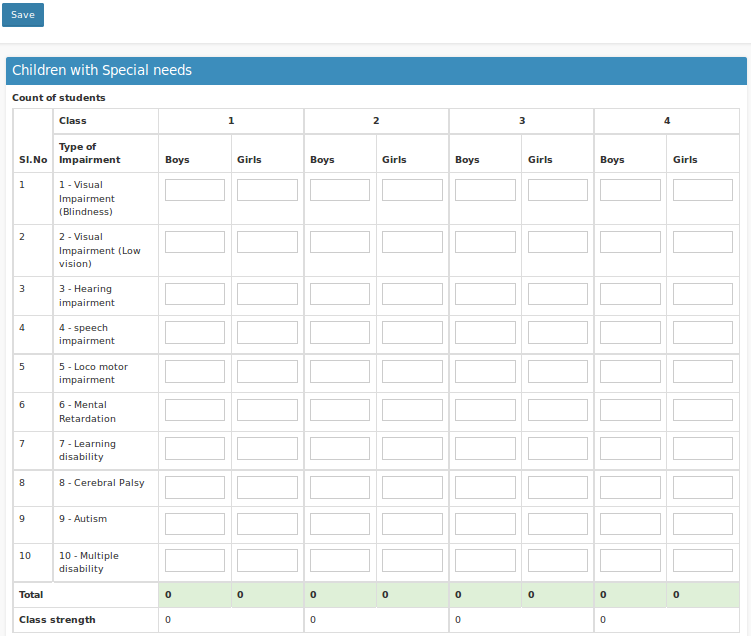 Save
Children with Special needs
Count of students
Class 1 2 3 4
Sl.No Type of Impairment Boys Girls Boys Girls Boys Girls Boys Girls
1 1 - Visual
Impairment
(Blindness)
2 2 - Visual
Impairment (Low
vision)
3 3 - Hearing
impairment
4 4 - speech
impairment
5 5 - Loco motor
impairment
6 6 - Mental
Retardation
7 7 - Learning
disability
8 8 - Cerebral Palsy
9 9 - Autism
10 10 - Multiple
disability
Total 0 0 0 0 0 0 0 0
Class strength 0 0 0 0